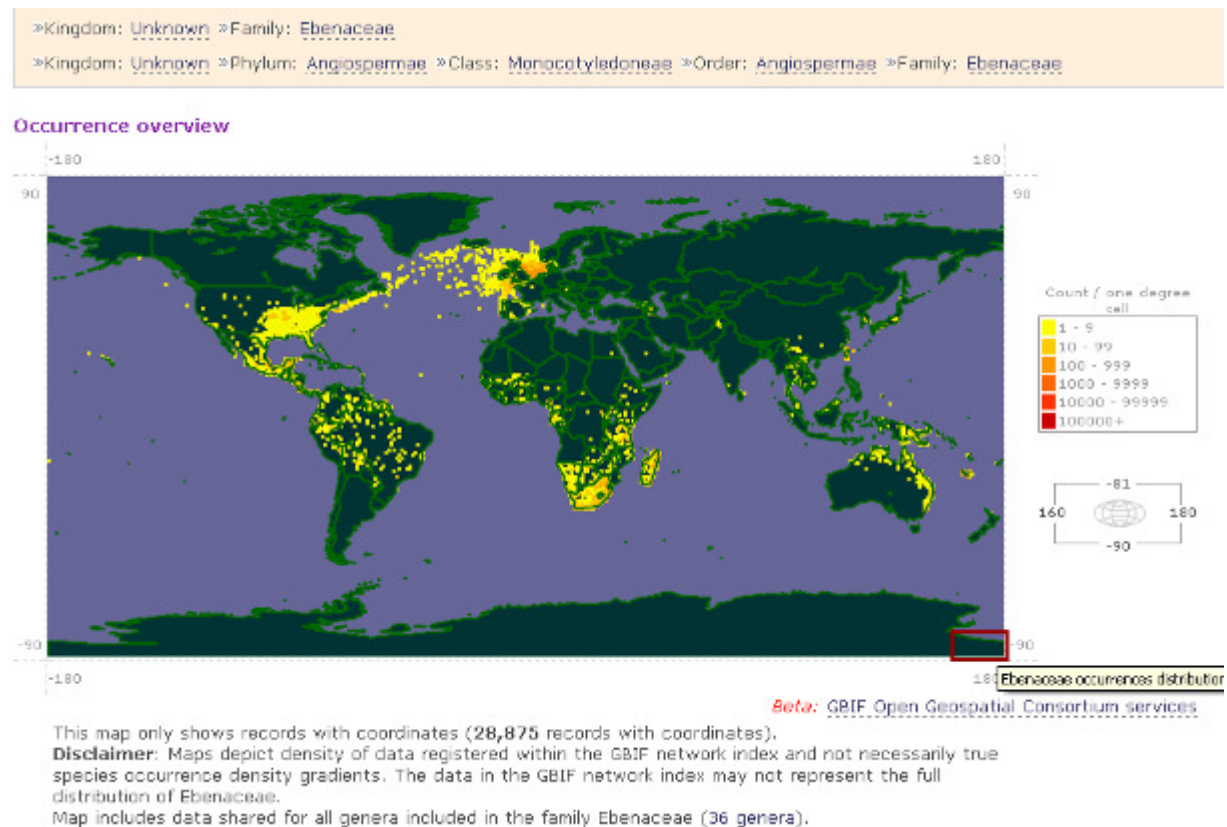 »Kingdom: Unknown »Family: Ebenaceae
»Kingdom: Unknown »Phylum: Angiospermae »Class: Monocotyledoneae »Order: Angiospermae »Family: Ebenaceae
Occurrence overview
-180 180
90 90
Count / one degree cell
1 - 9
10 - 99
100 - 999
1000 - 9999
10000 - 99999
100000+
-81
160 180
-90
-90 -90
-180 180
Ebenaceae occurrences distribution
Beta: GBIF Open Geospatial Consortium services
This map only shows records with coordinates (28,875 records with coordinates).
Disclaimer: Maps depict density of data registered within the GBIF network index and not necessarily true
species occurrence density gradients. The data in the GBIF network index may not represent the full
distribution of Ebenaceae.
Map includes data shared for all genera included in the family Ebenaceae (36 genera).